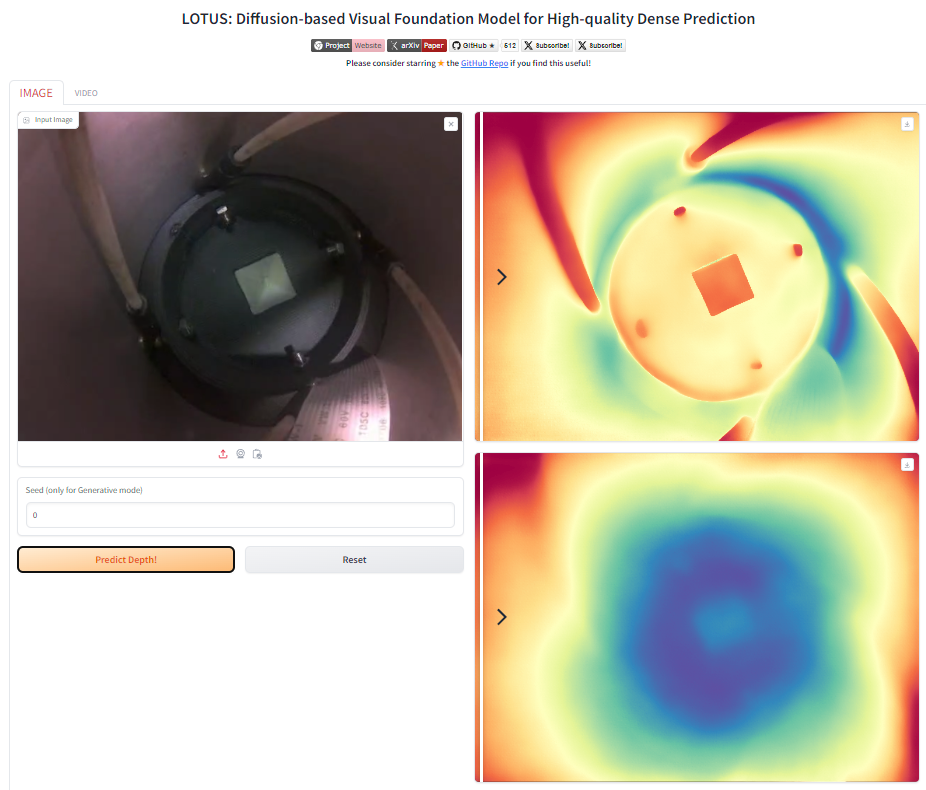 LOTUS: Diffusion-based Visual Foundation Model for High-quality Dense Prediction
Project Website arXiv Paper GitHub ★ 512 Subscribe! Subscribe!
Please consider starring ⭐ the GitHub Repo if you find this useful!
IMAGE VIDEO
Input Image
Seed (only for Generative mode)
0
Predict Depth! Reset